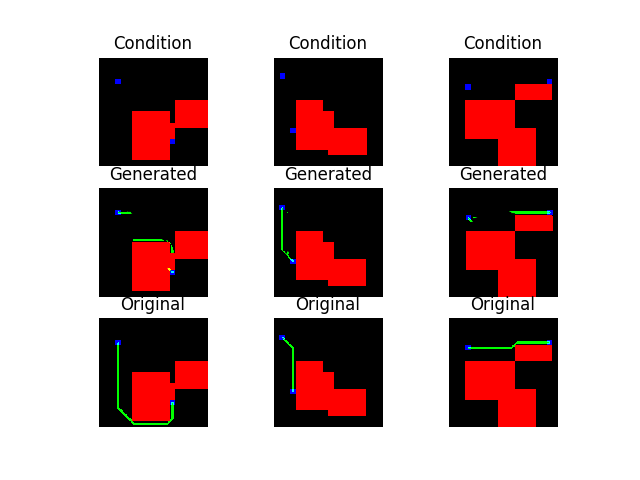 Condition Condition Condition
Generated Generated Generated
Original Original Original